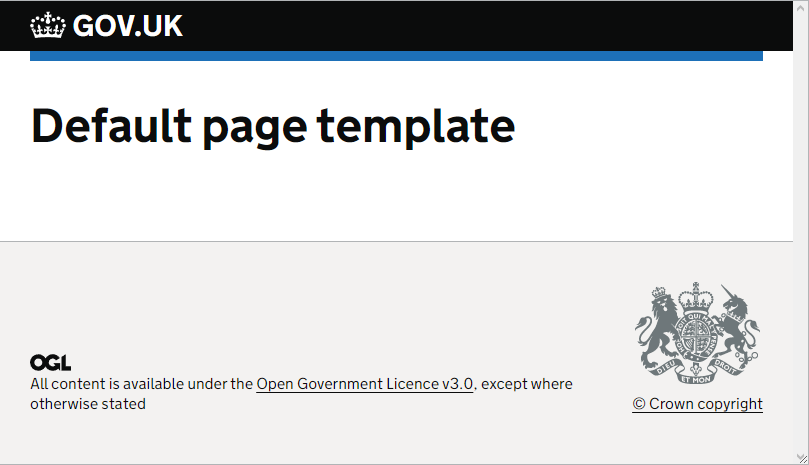 GOV.UK
Default page template
OGL
All content is available under the Open Government Licence v3.0, except where
otherwise stated
DIEU ET MON DROIT
© Crown copyright